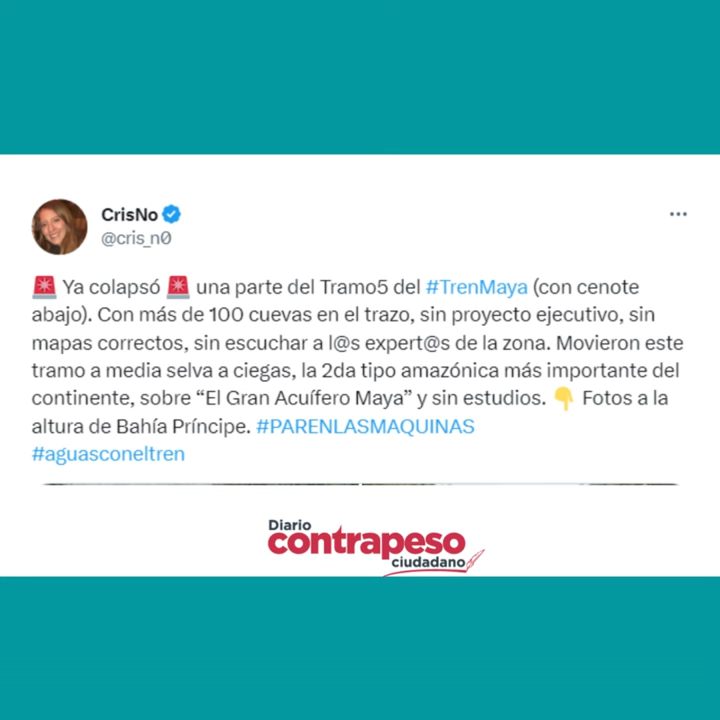 CrisNo
@cris_n0
🚨 Ya colapsó 🚨 una parte del Tramo5 del #TrenMaya (con cenote
abajo). Con más de 100 cuevas en el trazo, sin proyecto ejecutivo, sin
mapas correctos, sin escuchar a l@s expert@s de la zona. Movieron este
tramo a media selva a ciegas, la 2da tipo amazónica más importante del
continente, sobre “El Gran Acuífero Maya” y sin estudios. 👇 Fotos a la
altura de Bahía Príncipe. #PARENLASMAQUINAS
#aguasconeltren
Diario
contrapeso
ciudadano